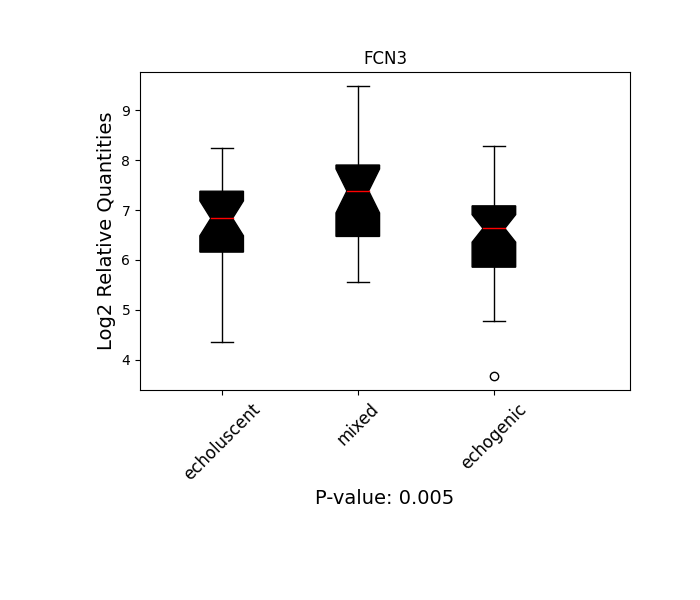 FCN3
Log2 Relative Quantities
9
8
7
6
5
4
echoluscent
mixed
echogenic
P-value: 0.005